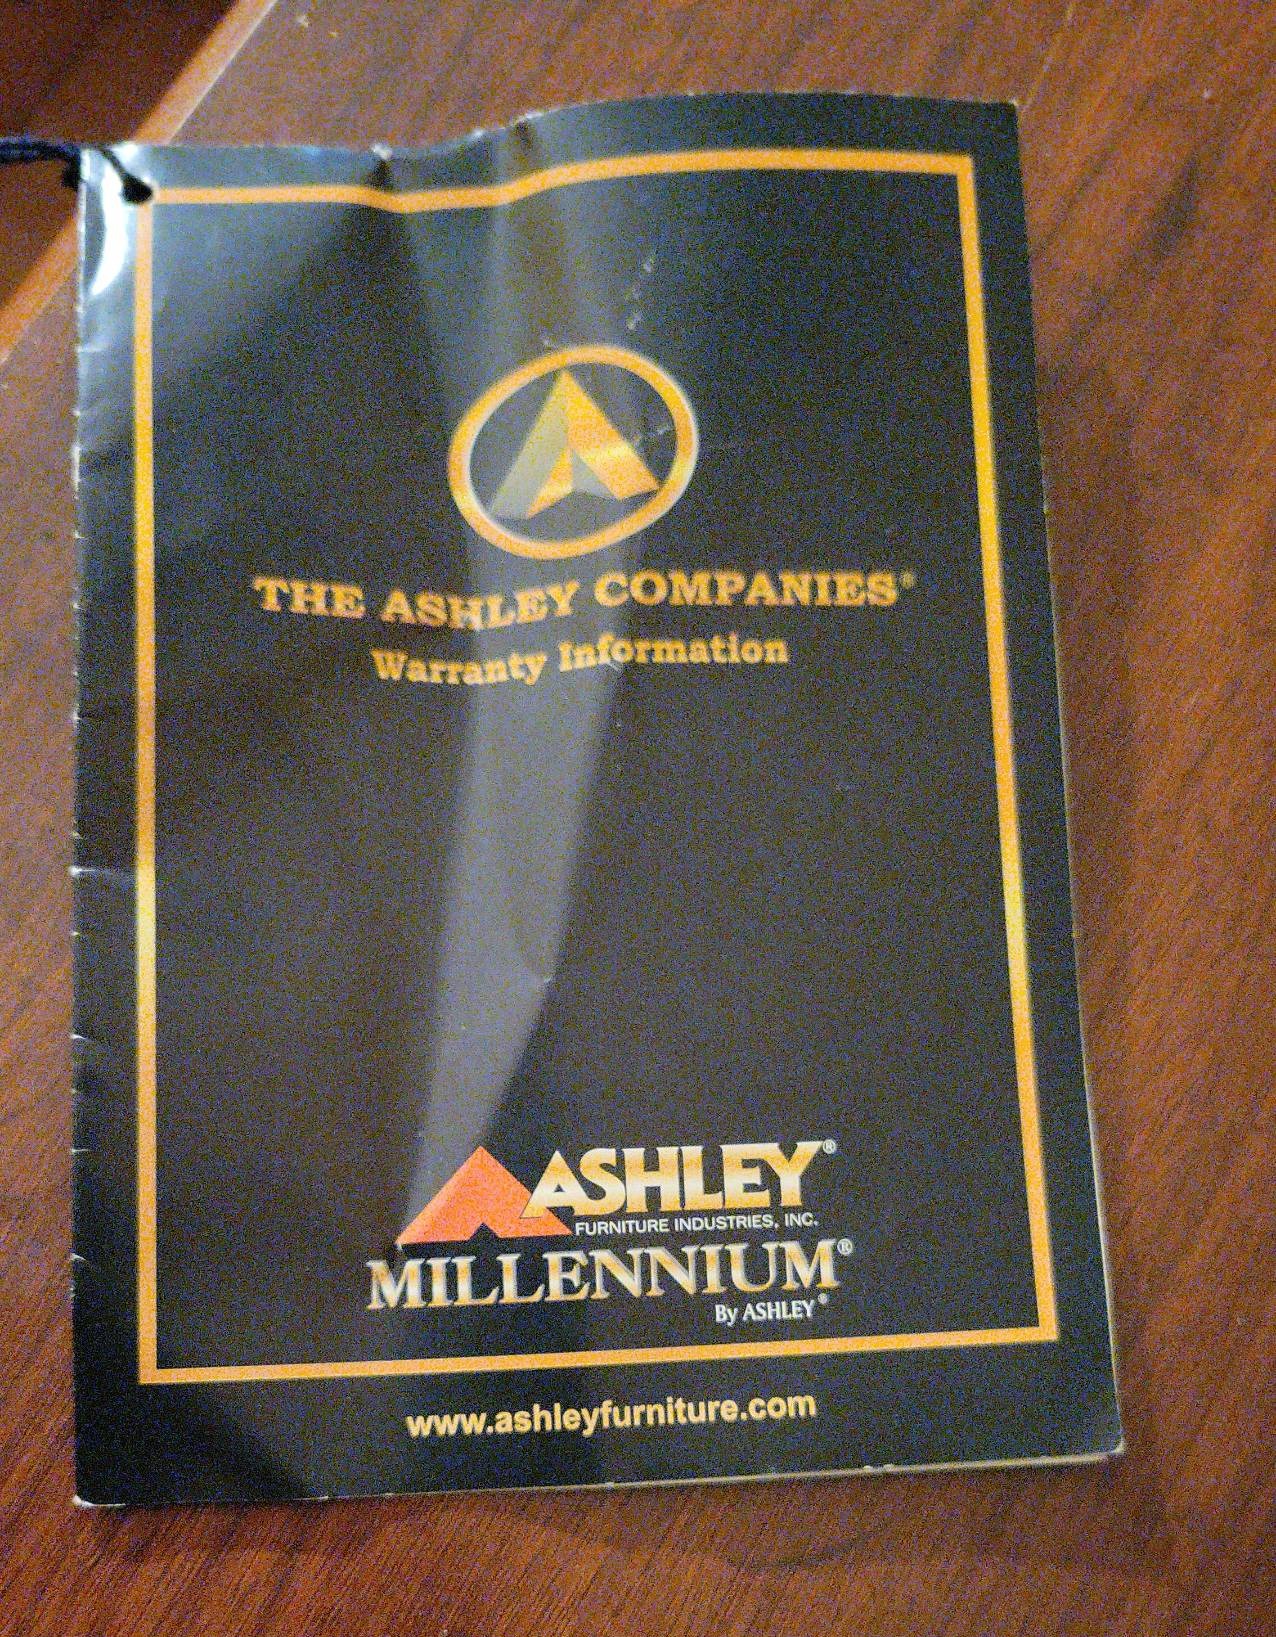 THE ASHLEY COMPANIES®
Warranty Information
ASHLEY®
FURNITURE INDUSTRIES, INC.
MILLENNIUM®
By ASHLEY®
www.ashleyfurniture.com